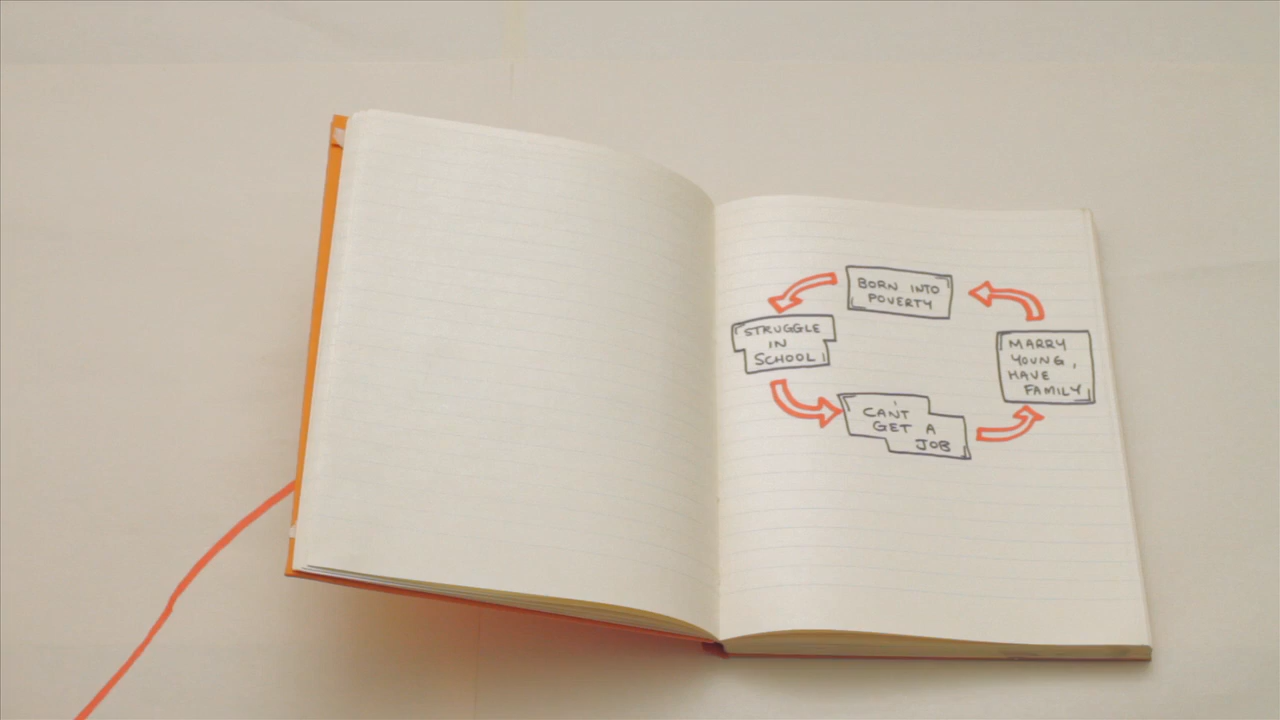 BORN INTO
POVERTY
STRUGGLE
IN
SCHOOL
CAN'T
GET A
JOB
MARRY
YOUNG,
HAVE
FAMILY